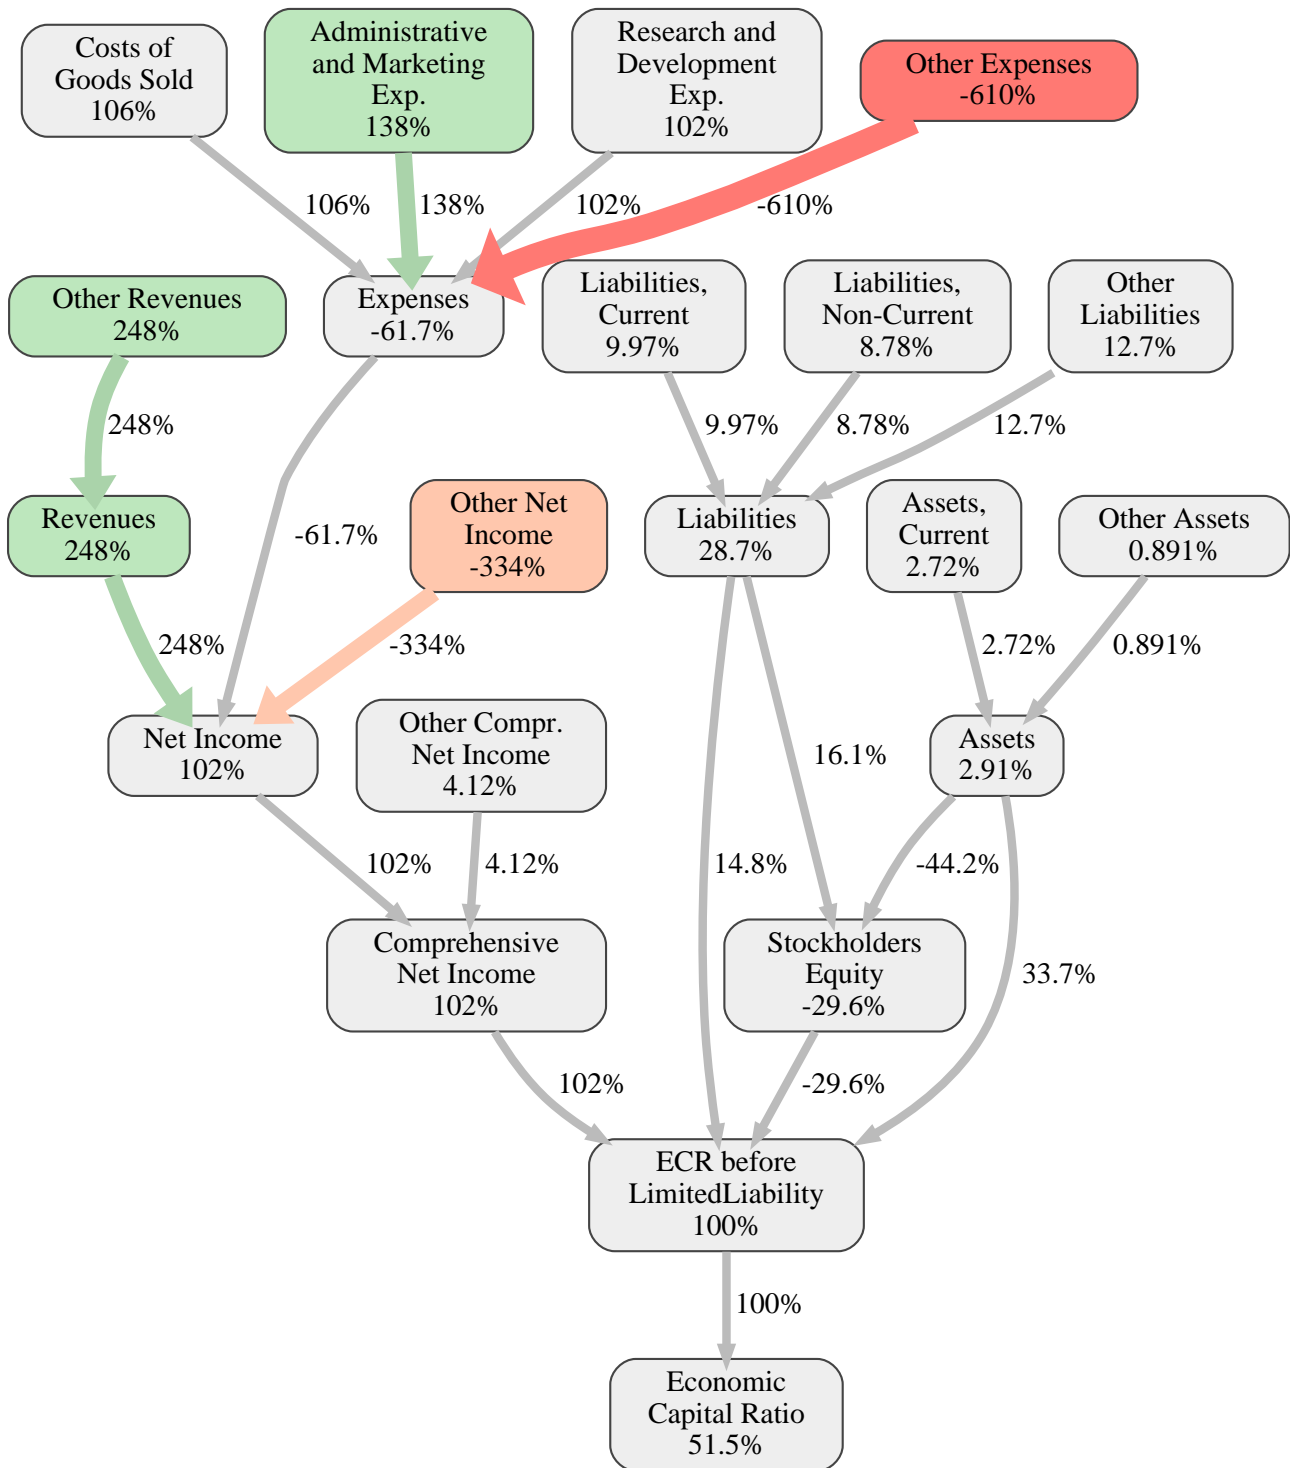 Costs of
Goods Sold
106%
Administrative
and Marketing
Exp.
138%
Research and
Development
Exp.
102%
Other Expenses
-610%
106%
138%
102%
-610%
Other Revenues
248%
Expenses
-61.7%
Liabilities,
Current
9.97%
Liabilities,
Non-Current
8.78%
Other
Liabilities
12.7%
248%
9.97%
8.78%
12.7%
Revenues
248%
-61.7%
Other Net
Income
-334%
Liabilities
28.7%
Assets,
Current
2.72%
Other Assets
0.891%
248%
-334%
2.72%
0.891%
Net Income
102%
Other Compr.
Net Income
4.12%
16.1%
Assets
2.91%
102%
4.12%
14.8%
-44.2%
Comprehensive
Net Income
102%
Stockholders
Equity
-29.6%
33.7%
102%
-29.6%
ECR before
LimitedLiability
100%
100%
Economic
Capital Ratio
51.5%